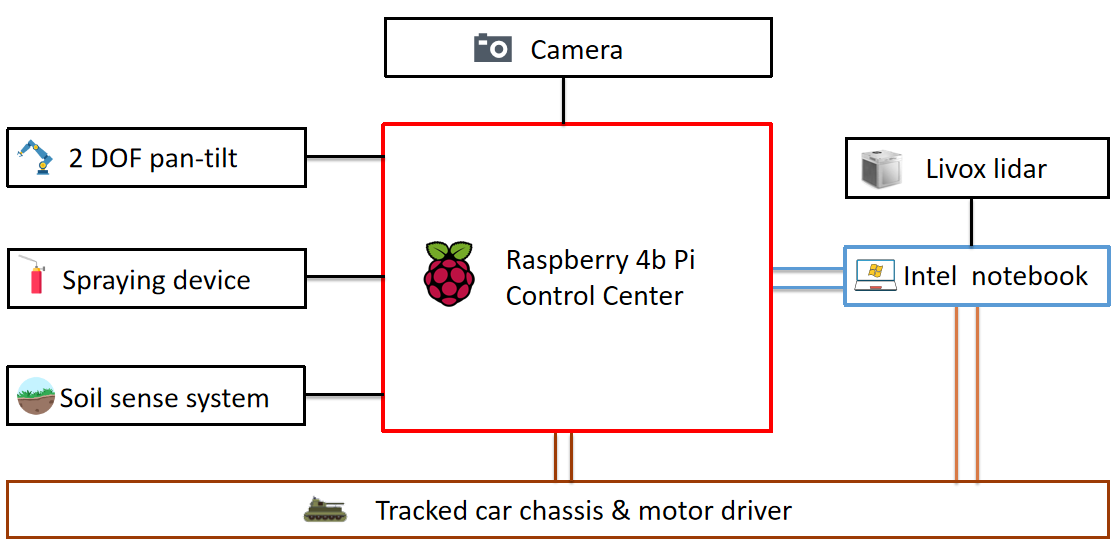 Camera
2 DOF pan-tilt
Livox lidar
Raspberry 4b Pi
Control Center
Spraying device
Intel notebook
Soil sense system
Tracked car chassis & motor driver